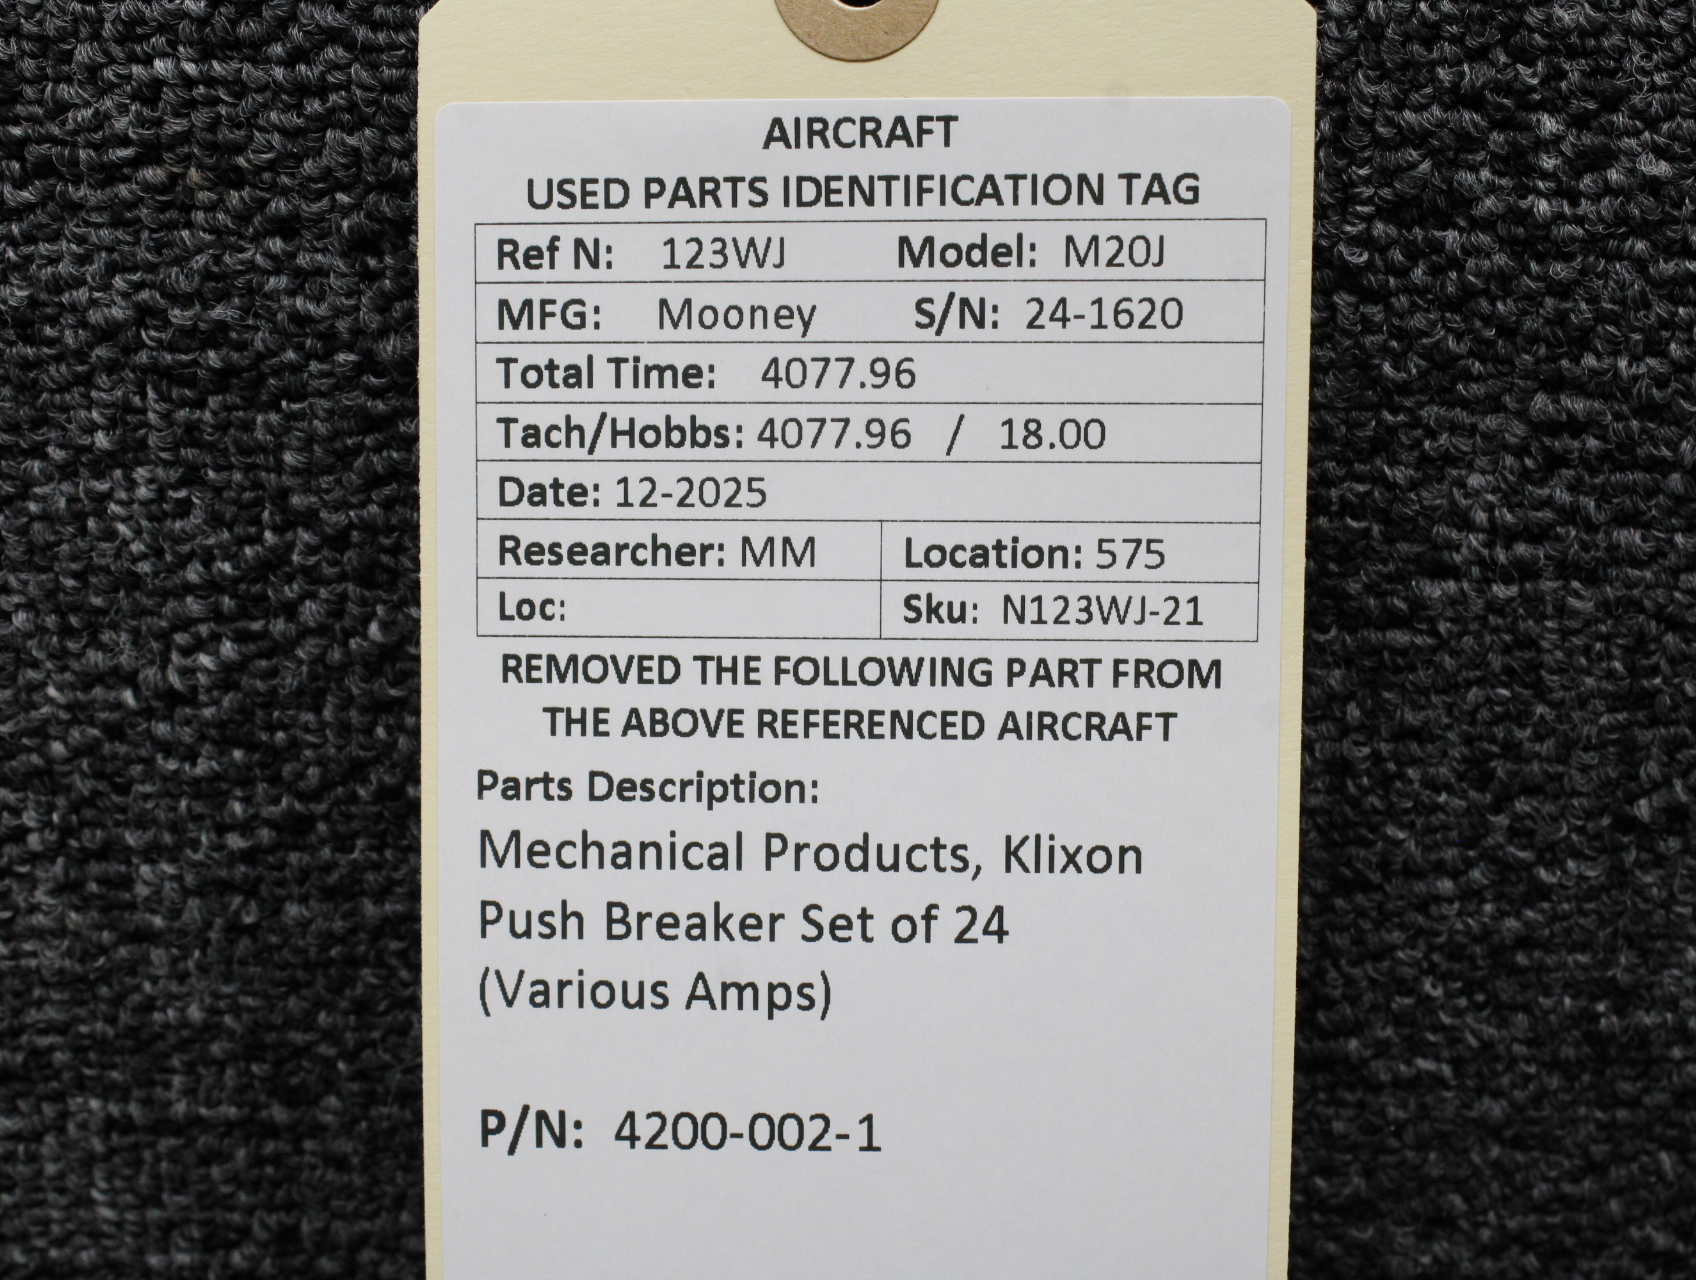 AIRCRAFT
USED PARTS IDENTIFICATION TAG
Ref N: 123WJ Model: M20J
MFG: Mooney S/N: 24-1620
Total Time: 4077.96
Tach/Hobbs: 4077.96 / 18.00
Date: 12-2025
Researcher: MM Location: 575
Loc: Sku: N123WJ-21
REMOVED THE FOLLOWING PART FROM
THE ABOVE REFERENCED AIRCRAFT
Parts Description:
Mechanical Products, Klixon
Push Breaker Set of 24
(Various Amps)
P/N: 4200-002-1